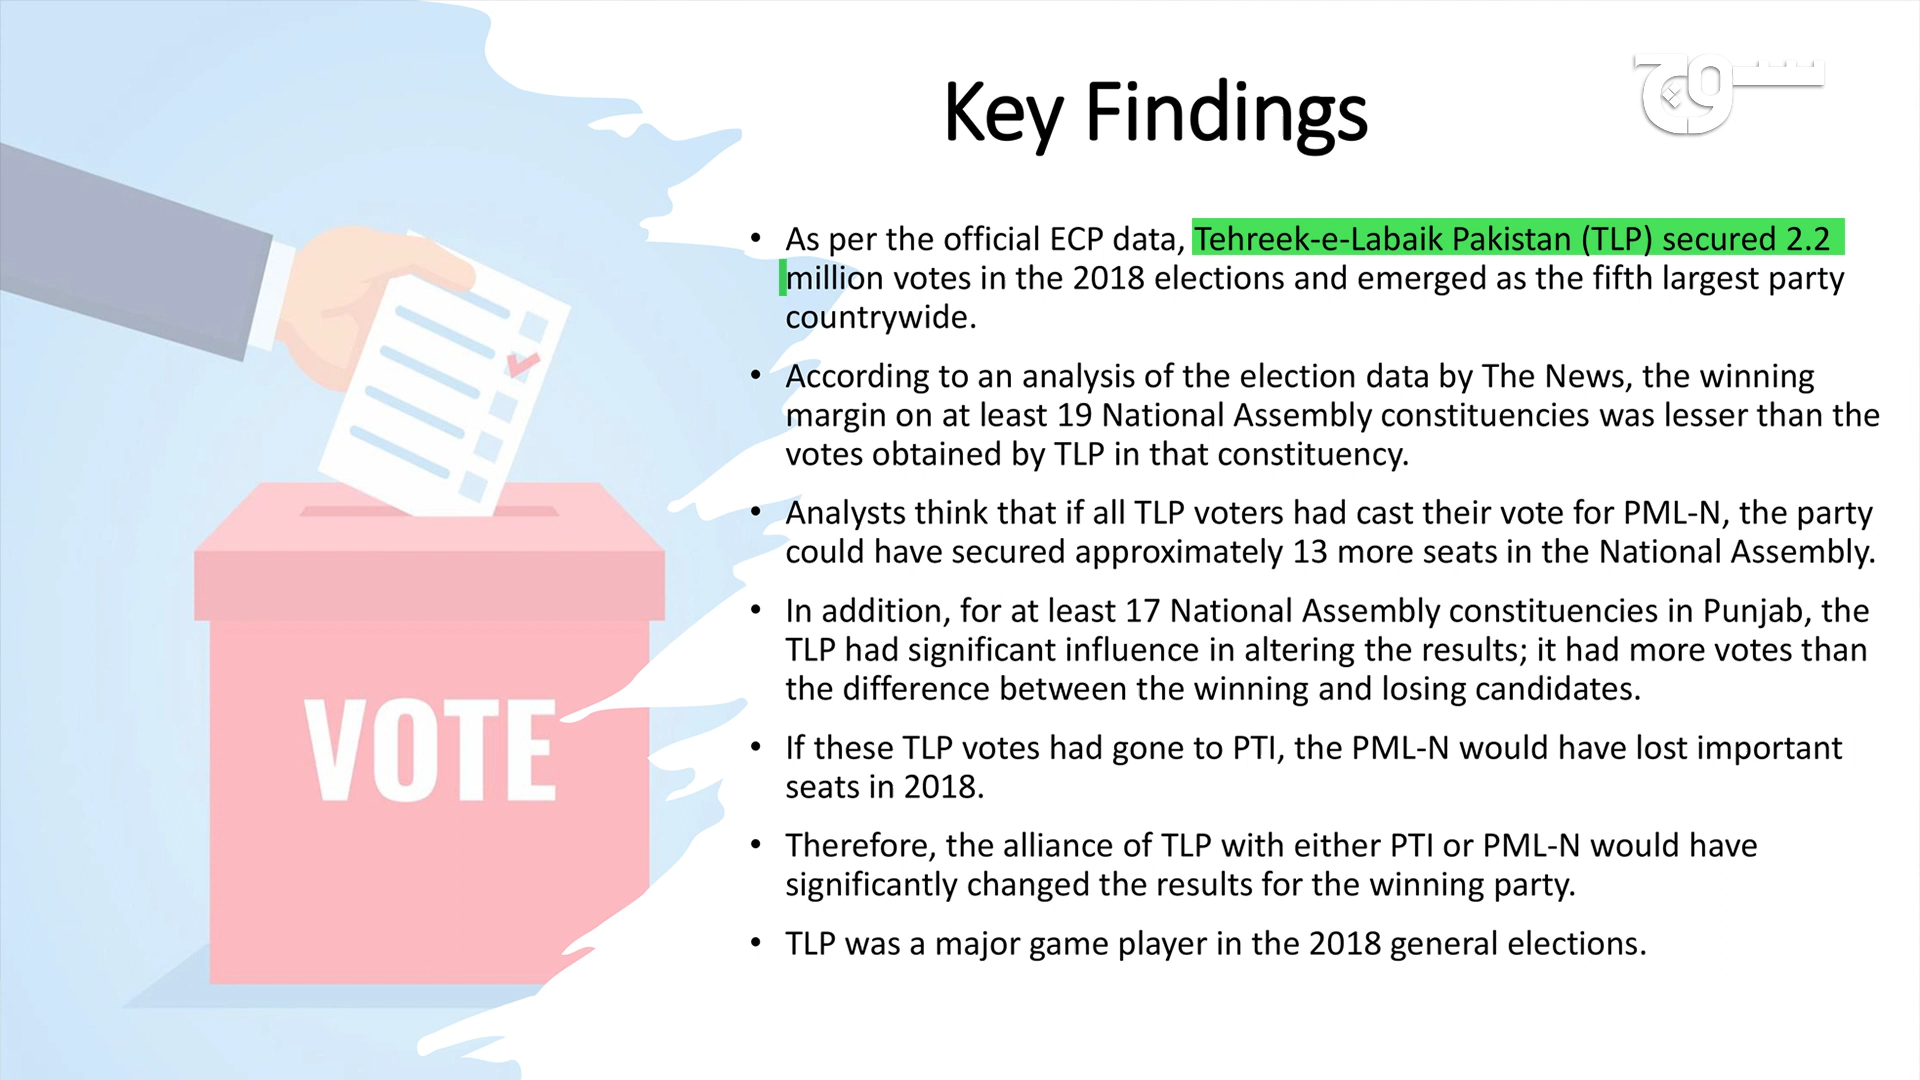 سوچ
Key Findings
• As per the official ECP data, Tehreek-e-Labaik Pakistan (TLP) secured 2.2
million votes in the 2018 elections and emerged as the fifth largest party
countrywide.
• According to an analysis of the election data by The News, the winning
margin on at least 19 National Assembly constituencies was lesser than the
votes obtained by TLP in that constituency.
• Analysts think that if all TLP voters had cast their vote for PML-N, the party
could have secured approximately 13 more seats in the National Assembly.
• In addition, for at least 17 National Assembly constituencies in Punjab, the
TLP had significant influence in altering the results; it had more votes than
the difference between the winning and losing candidates.
• If these TLP votes had gone to PTI, the PML-N would have lost important
seats in 2018.
• Therefore, the alliance of TLP with either PTI or PML-N would have
significantly changed the results for the winning party.
• TLP was a major game player in the 2018 general elections.
VOTE